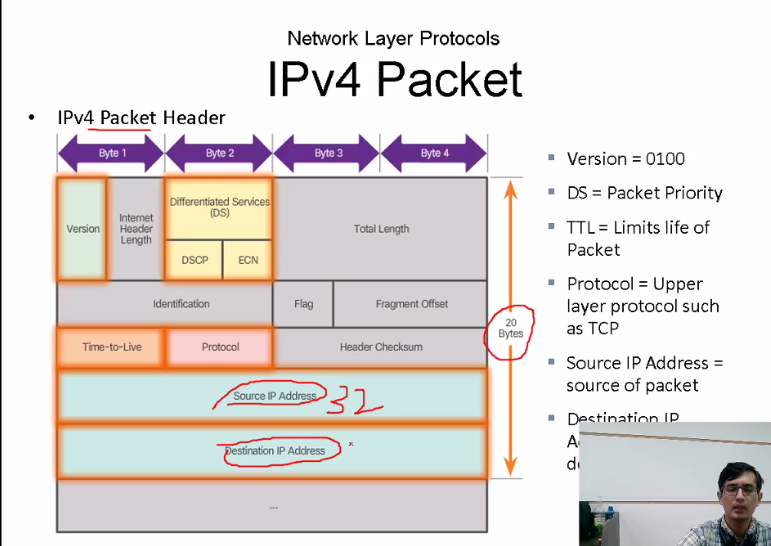 Network Layer Protocols
IPv4 Packet
• IPv4 Packet Header
Byte 1 Byte 2 Byte 3 Byte 4
Version
Internet
Header
Length
Differentiated Services
(DS)
DSCP ECN
Total Length
Identification Flag Fragment Offset
Time-to-Live Protocol Header Checksum
Source IP Address 32
Destination IP Address
...
20
Bytes
Version = 0100
DS = Packet Priority
TTL = Limits life of
Packet
Protocol = Upper
layer protocol such
as TCP
Source IP Address =
source of packet
Destination IP